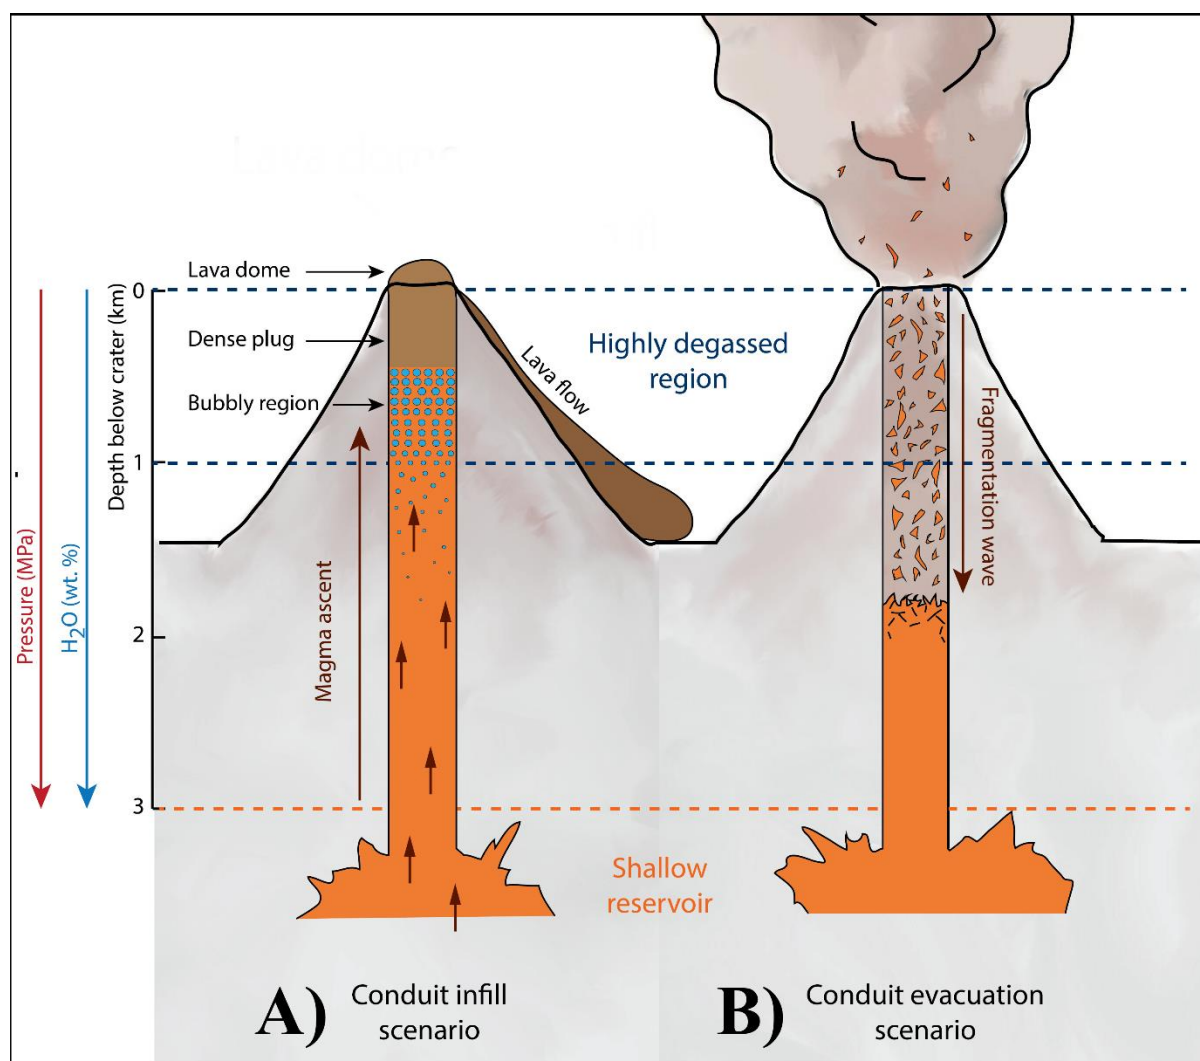 Lava dome
0
Dense plug
Bubbly region
Highly degassed
region
Lava flow
1
Depth below crater (km)
Pressure (MPa)
H₂O (wt. %)
Magma ascent
Fragmentation wave
2
3
Shallow
reservoir
A) Conduit infill
scenario
B) Conduit evacuation
scenario